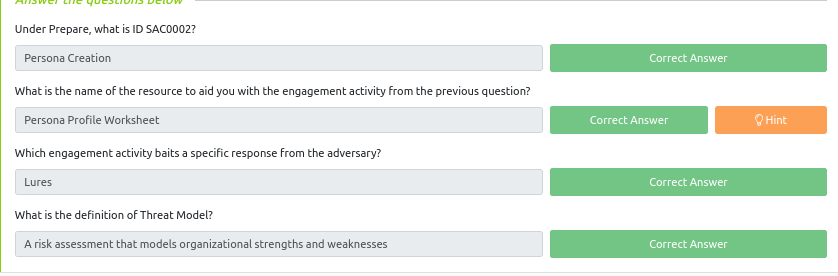 Answer the questions below
Under Prepare, what is ID SAC0002?
Persona Creation
Correct Answer
What is the name of the resource to aid you with the engagement activity from the previous question?
Persona Profile Worksheet
Correct Answer
Hint
Which engagement activity baits a specific response from the adversary?
Lures
Correct Answer
What is the definition of Threat Model?
A risk assessment that models organizational strengths and weaknesses
Correct Answer